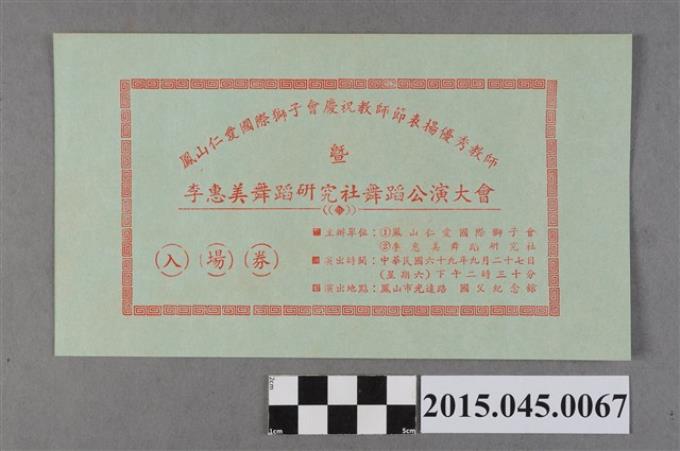 鳳山仁愛國際獅子會慶祝教師節表揚優秀教師
暨
李惠美舞蹈研究社舞蹈公演大會
主辦單位：①鳳山仁愛國際獅子會
②李惠美舞蹈研究社
演出時間：中華民國六十九年九月二十七日
(星期六)下午二時三十分
演出地點：鳳山市光遠路 國父紀念館
(入)(場)(券)
2cm
1cm
5cm
2015.045.0067